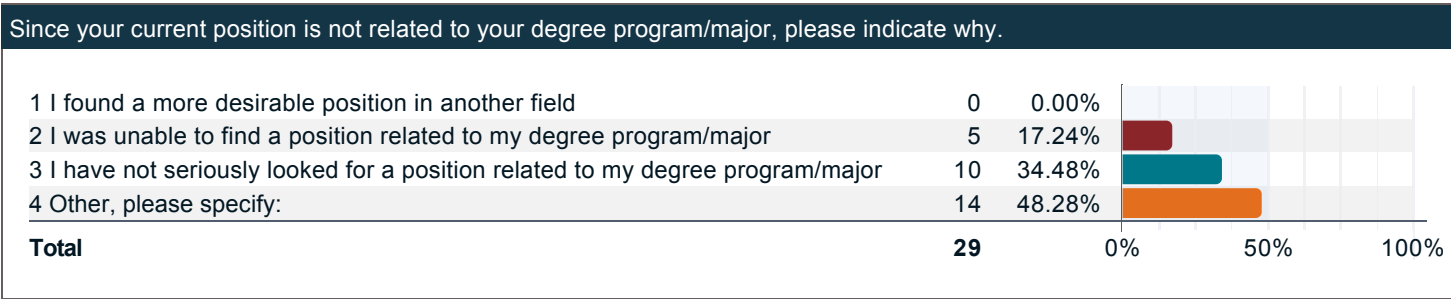 Since your current position is not related to your degree program/major, please indicate why.
1 I found a more desirable position in another field 0 0.00%
2 I was unable to find a position related to my degree program/major 5 17.24%
3 I have not seriously looked for a position related to my degree program/major 10 34.48%
4 Other, please specify: 14 48.28%
Total 29 0% 50% 100%